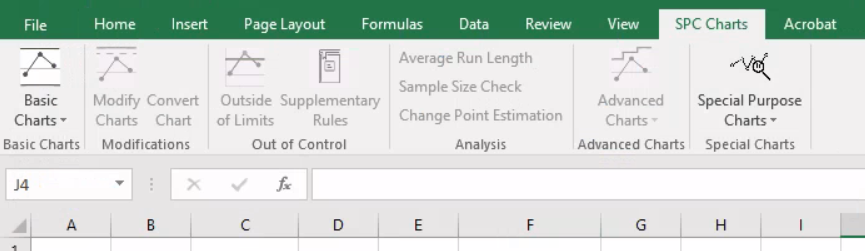 File Home Insert Page Layout Formulas Data Review View SPC Charts Acrobat
Basic Charts
Modify Charts
Convert Chart
Outside of Limits
Supplementary Rules
Average Run Length
Sample Size Check
Change Point Estimation
Advanced Charts
Special Purpose Charts
Basic Charts Modifications Out of Control Analysis Advanced Charts Special Charts
J4 fx
A B C D E F G H I
1